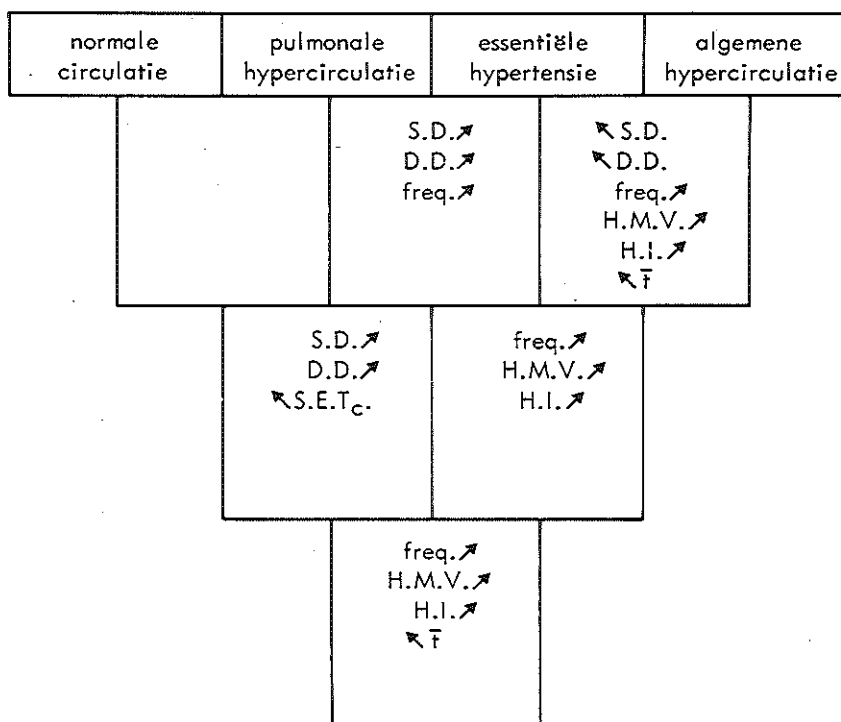 normale
circulatie
pulmonale
hypercirculatie
essentiële
hypertensie
algemene
hypercirculatie
S.D.↗
D.D.↗
freq.↗
↖S.D.
↖D.D.
freq.↗
H.M.V.↗
H.I.↗
↖t̅
S.D.↗
D.D.↗
↖S.E.T꜀.
freq.↗
H.M.V.↗
H.I.↗
freq.↗
H.M.V.↗
H.I.↗
↖t̅